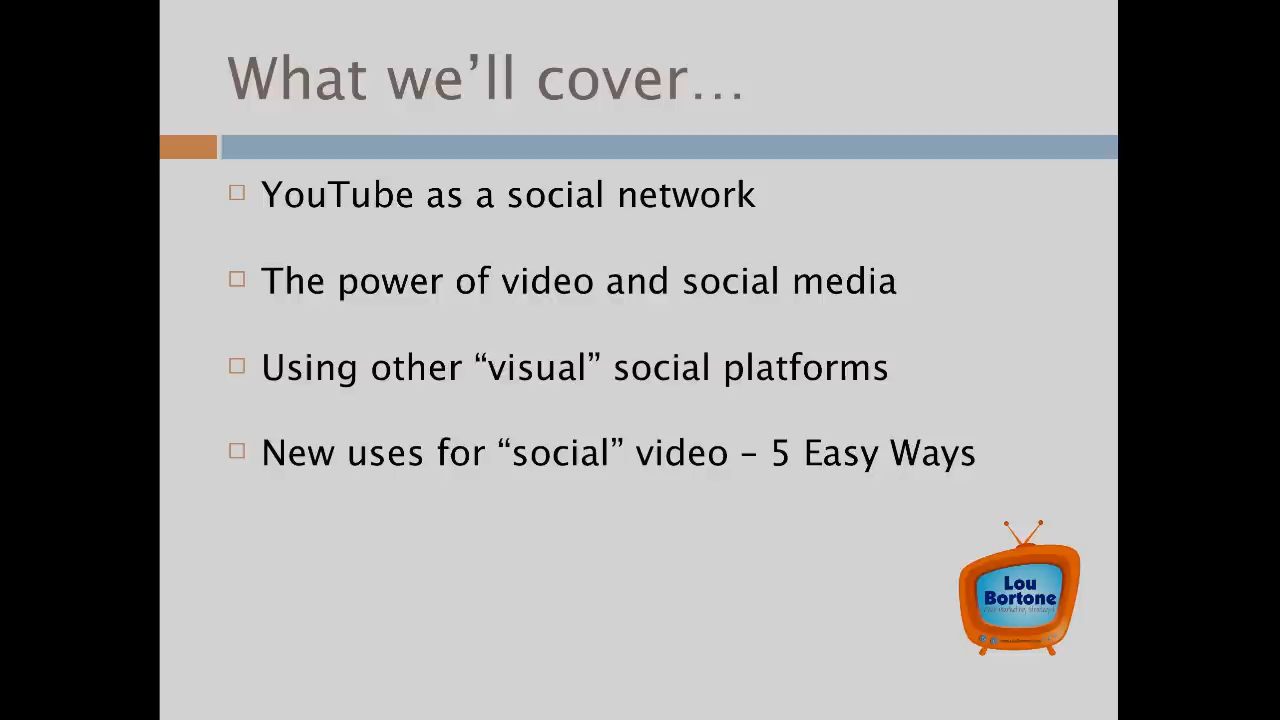 What we’ll cover…
YouTube as a social network
The power of video and social media
Using other “visual” social platforms
New uses for “social” video – 5 Easy Ways
Lou
Bortone